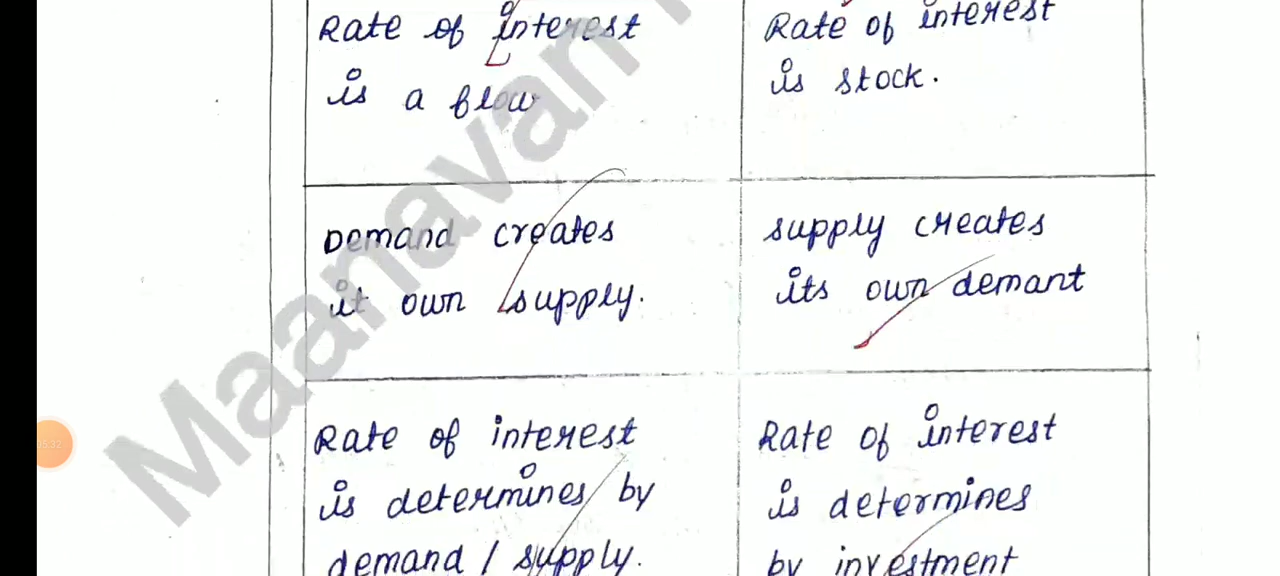 Rate of interest
is a flow
Rate of interest
is stock.
Demand creates
it own supply.
supply creates
its own demant
Rate of interest
is determines by
demand / supply.
Rate of interest
is determines
by investment
Maanavan